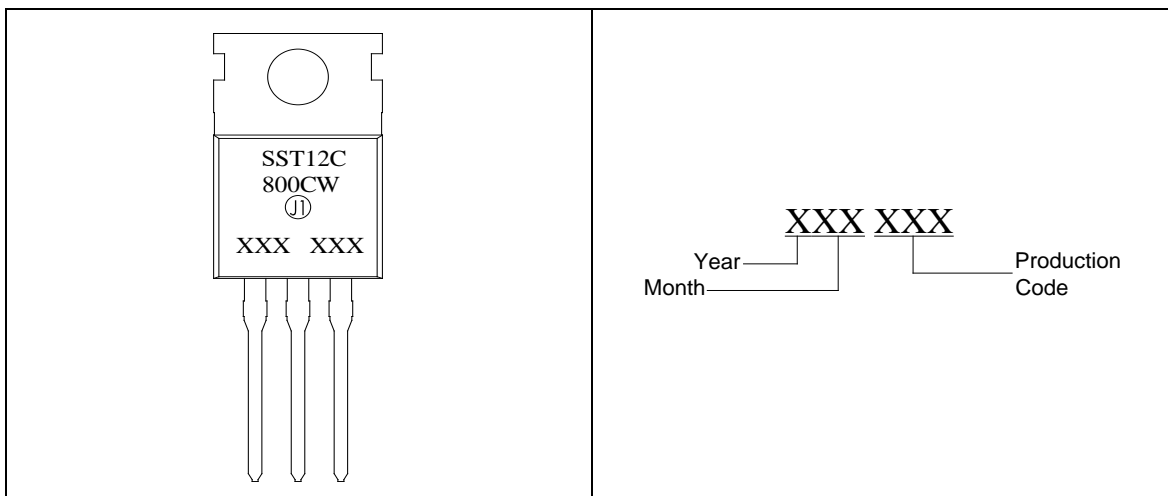 SST12C
800CW
J1
XXX XXX
XXX XXX
Year
Month
Production
Code